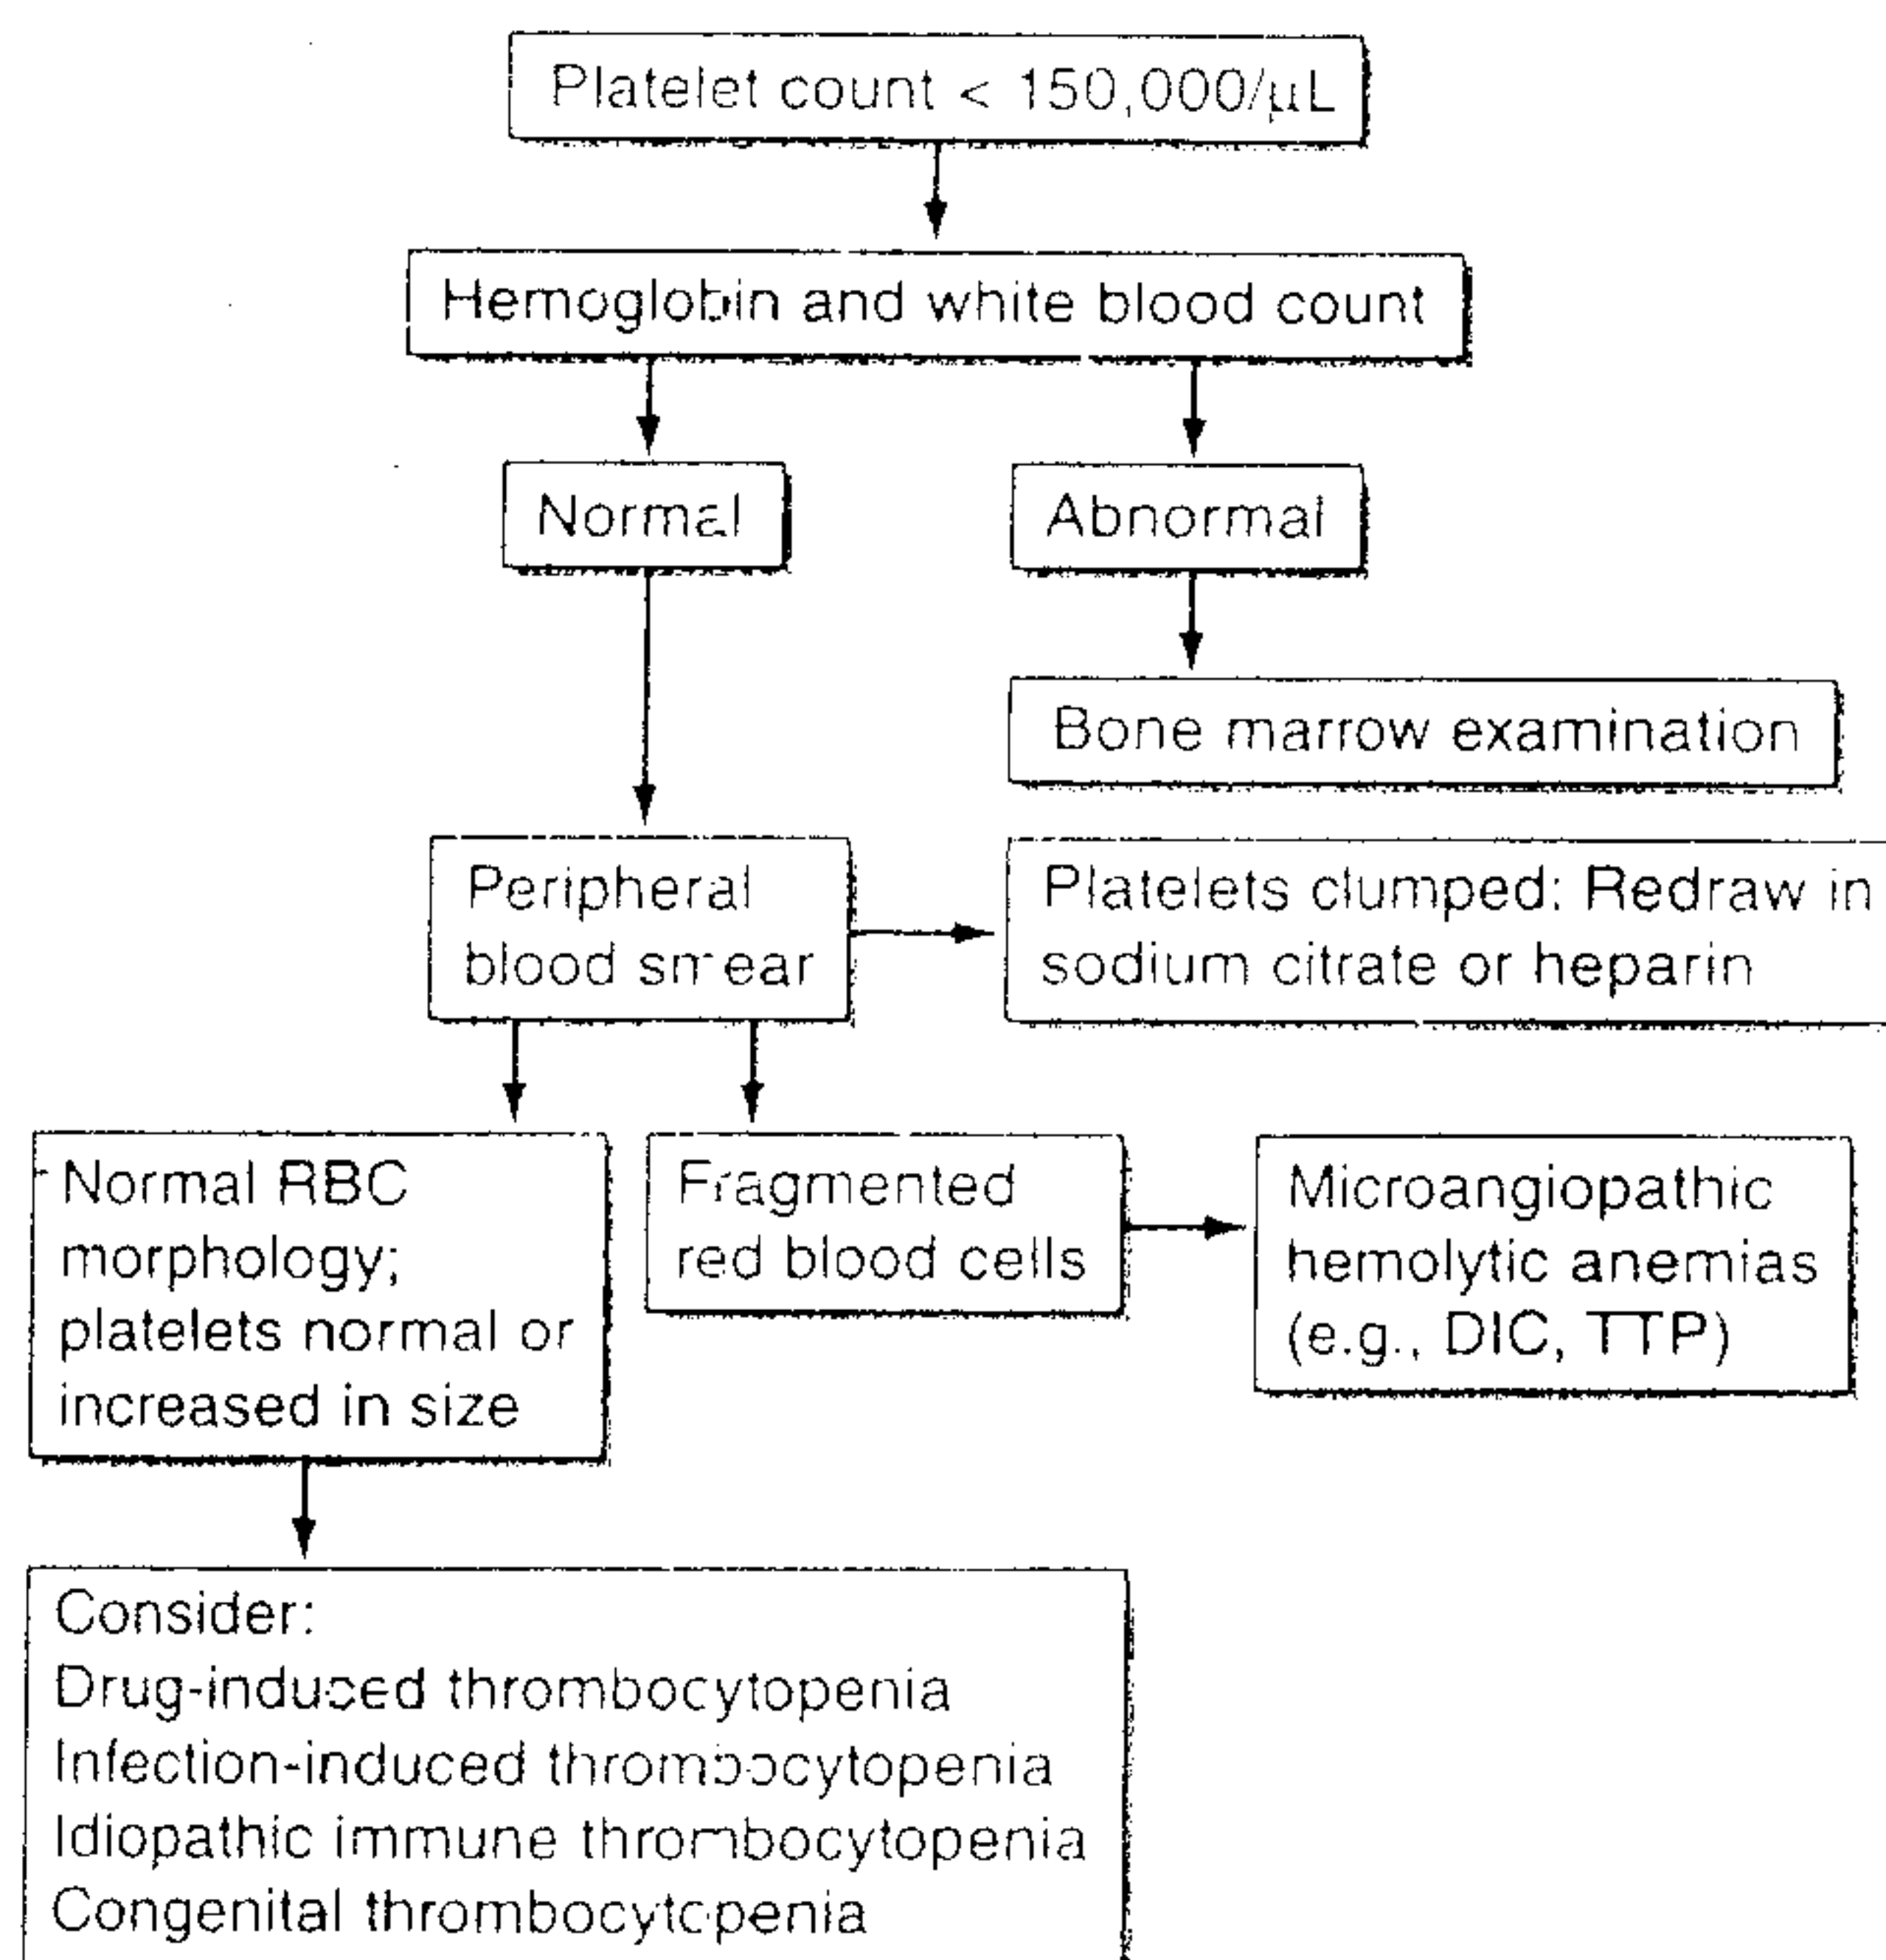 Platelet count < 150,000/µL
Hemoglobin and white blood count
Normal
Abnormal
Bone marrow examination
Peripheral
blood smear
Platelets clumped: Redraw in
sodium citrate or heparin
Normal RBC
morphology;
platelets normal or
increased in size
Fragmented
red blood cells
Microangiopathic
hemolytic anemias
(e.g., DIC, TTP)
Consider:
Drug-induced thrombocytopenia
Infection-induced thrombocytopenia
Idiopathic immune thrombocytopenia
Congenital thrombocytopenia